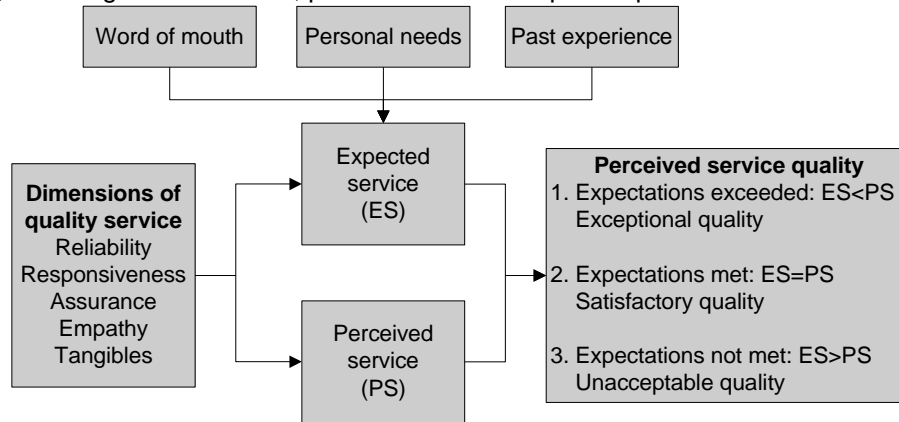 Word of mouth
Personal needs
Past experience
Expected
service
(ES)
Dimensions of
quality service
Reliability
Responsiveness
Assurance
Empathy
Tangibles
Perceived
service
(PS)
Perceived service quality
1. Expectations exceeded: ES<PS
Exceptional quality
2. Expectations met: ES=PS
Satisfactory quality
3. Expectations not met: ES>PS
Unacceptable quality